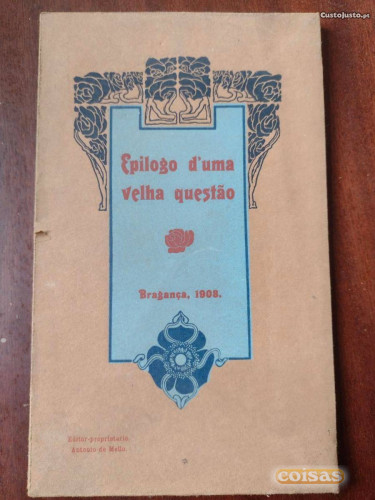 CustoJusto.pt
Epilogo d'uma
velha questão
Bragança, 1908.
Editor-proprietario
Antonio de Mello
coisas